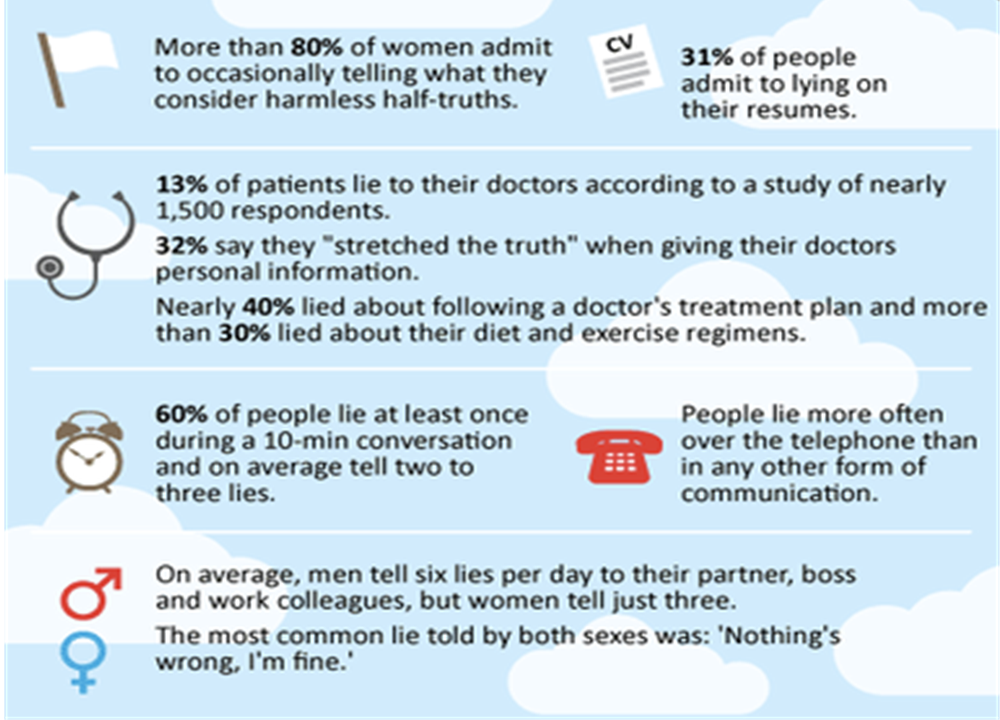 More than 80% of women admit
to occasionally telling what they
consider harmless half-truths.
CV
31% of people
admit to lying on
their resumes.
13% of patients lie to their doctors according to a study of nearly
1,500 respondents.
32% say they "stretched the truth" when giving their doctors
personal information.
Nearly 40% lied about following a doctor's treatment plan and more
than 30% lied about their diet and exercise regimens.
60% of people lie at least once
during a 10-min conversation
and on average tell two to
three lies.
People lie more often
over the telephone than
in any other form of
communication.
On average, men tell six lies per day to their partner, boss
and work colleagues, but women tell just three.
The most common lie told by both sexes was: 'Nothing's
wrong, I'm fine.'